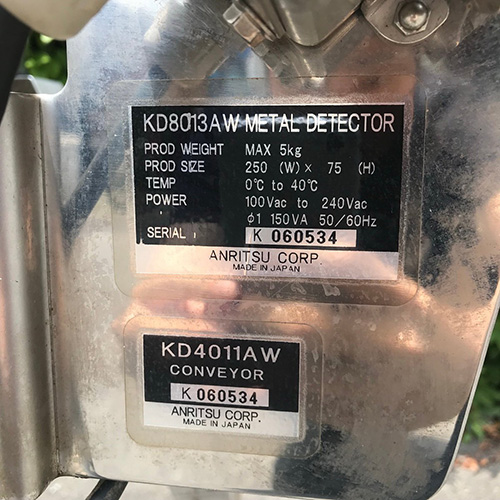 KD8013AW METAL DETECTOR
PROD WEIGHT MAX 5kg
PROD SIZE 250 (W) × 75 (H)
TEMP 0℃ to 40℃
POWER 100Vac to 240Vac
φ1 150VA 50/60Hz
SERIAL K 060534
ANRITSU CORP.
MADE IN JAPAN
KD4011AW
CONVEYOR
K 060534
ANRITSU CORP.
MADE IN JAPAN